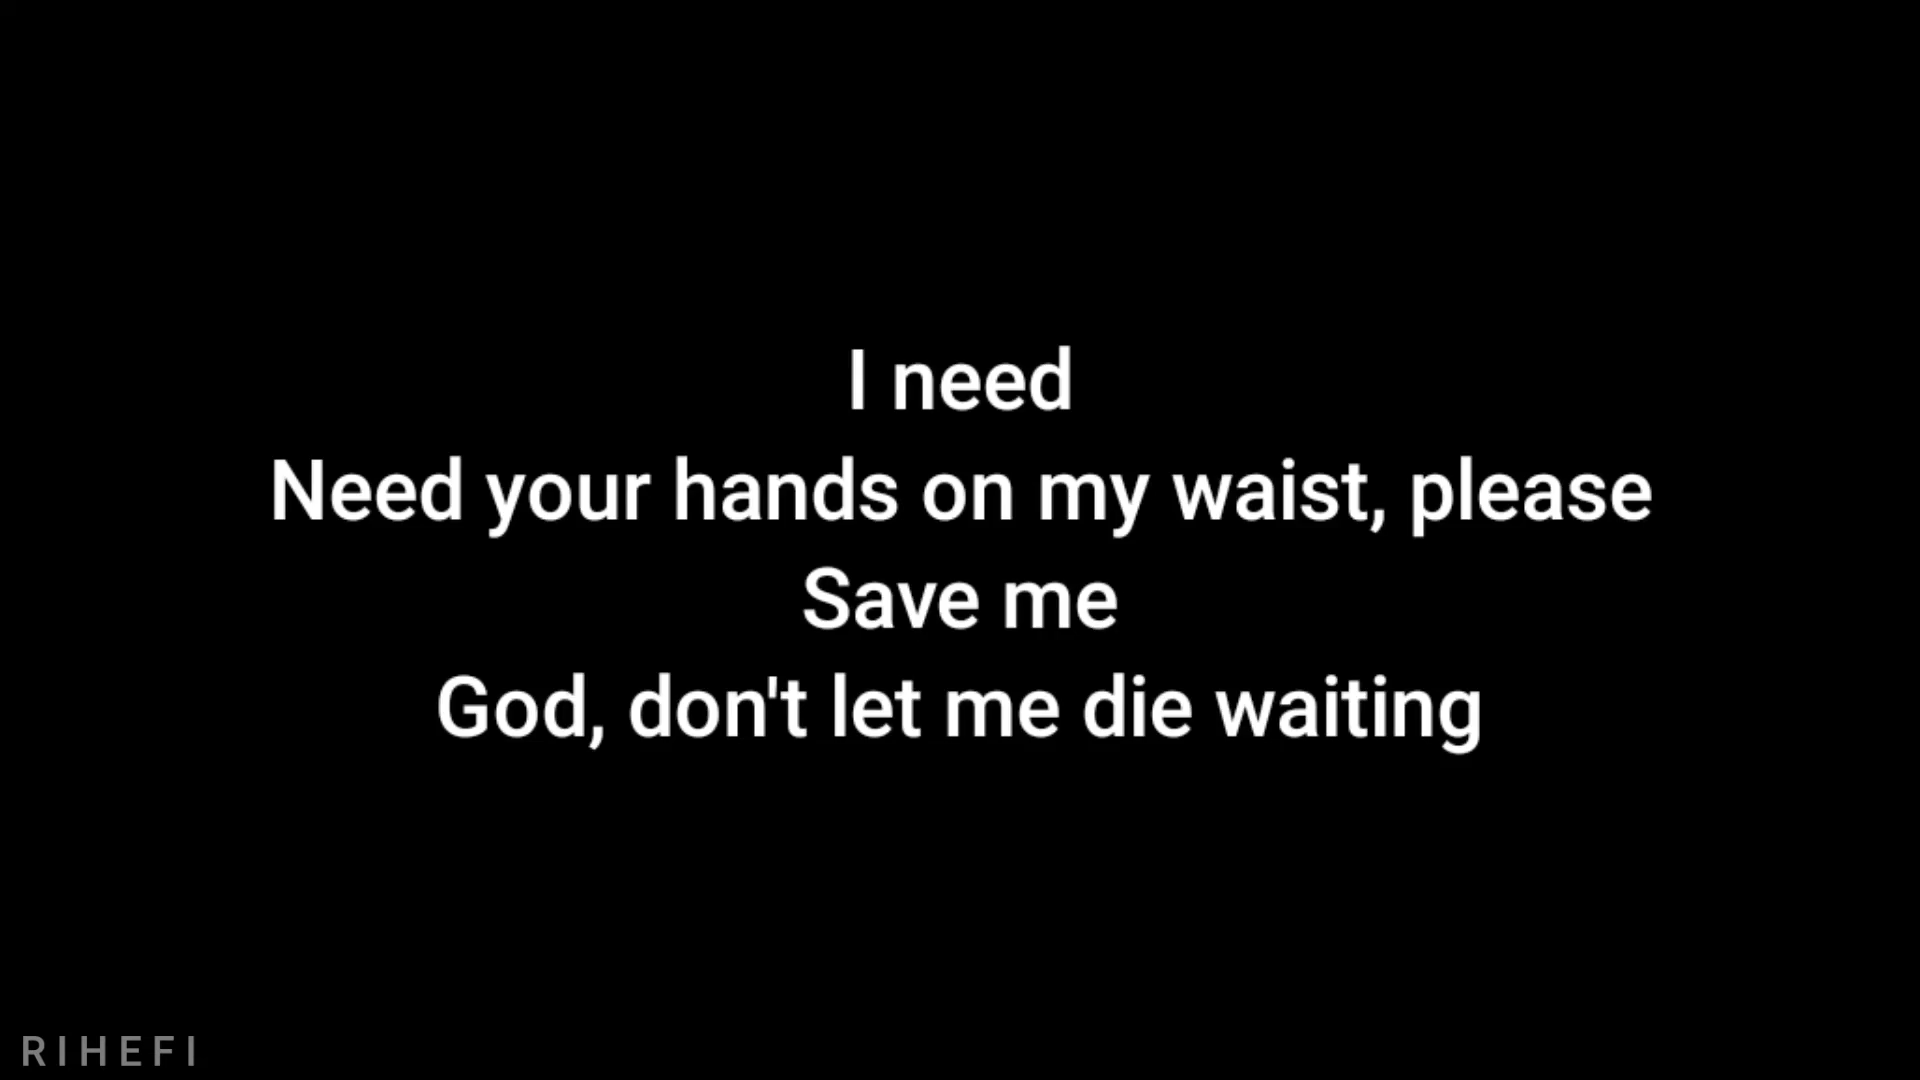 I need
Need your hands on my waist, please
Save me
God, don't let me die waiting
RIHEFI